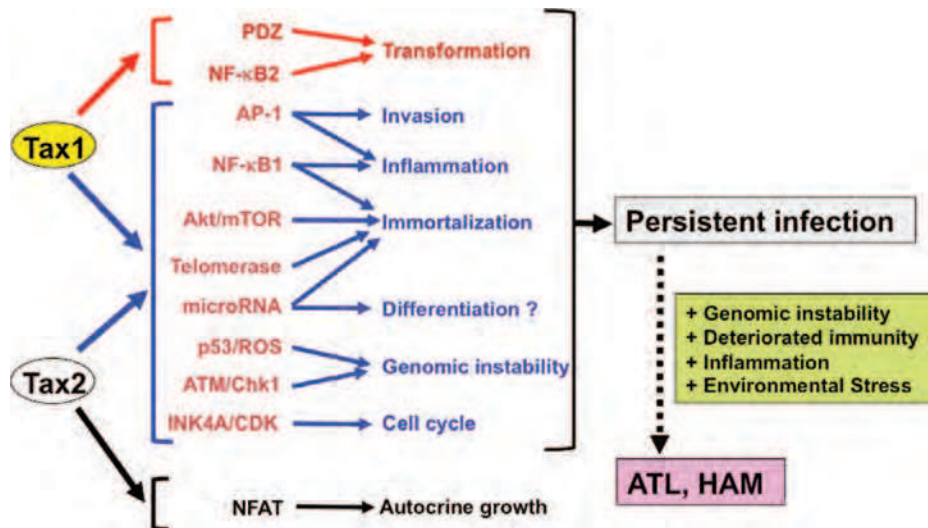 PDZ
Transformation
NF-κB2
AP-1
Invasion
Tax1
NF-κB1
Inflammation
Akt/mTOR
Immortalization
Persistent infection
Telomerase
microRNA
Differentiation ?
+ Genomic instability
+ Deteriorated immunity
+ Inflammation
+ Environmental Stress
p53/ROS
Genomic instability
Tax2
ATM/Chk1
INK4A/CDK
Cell cycle
ATL, HAM
NFAT
Autocrine growth